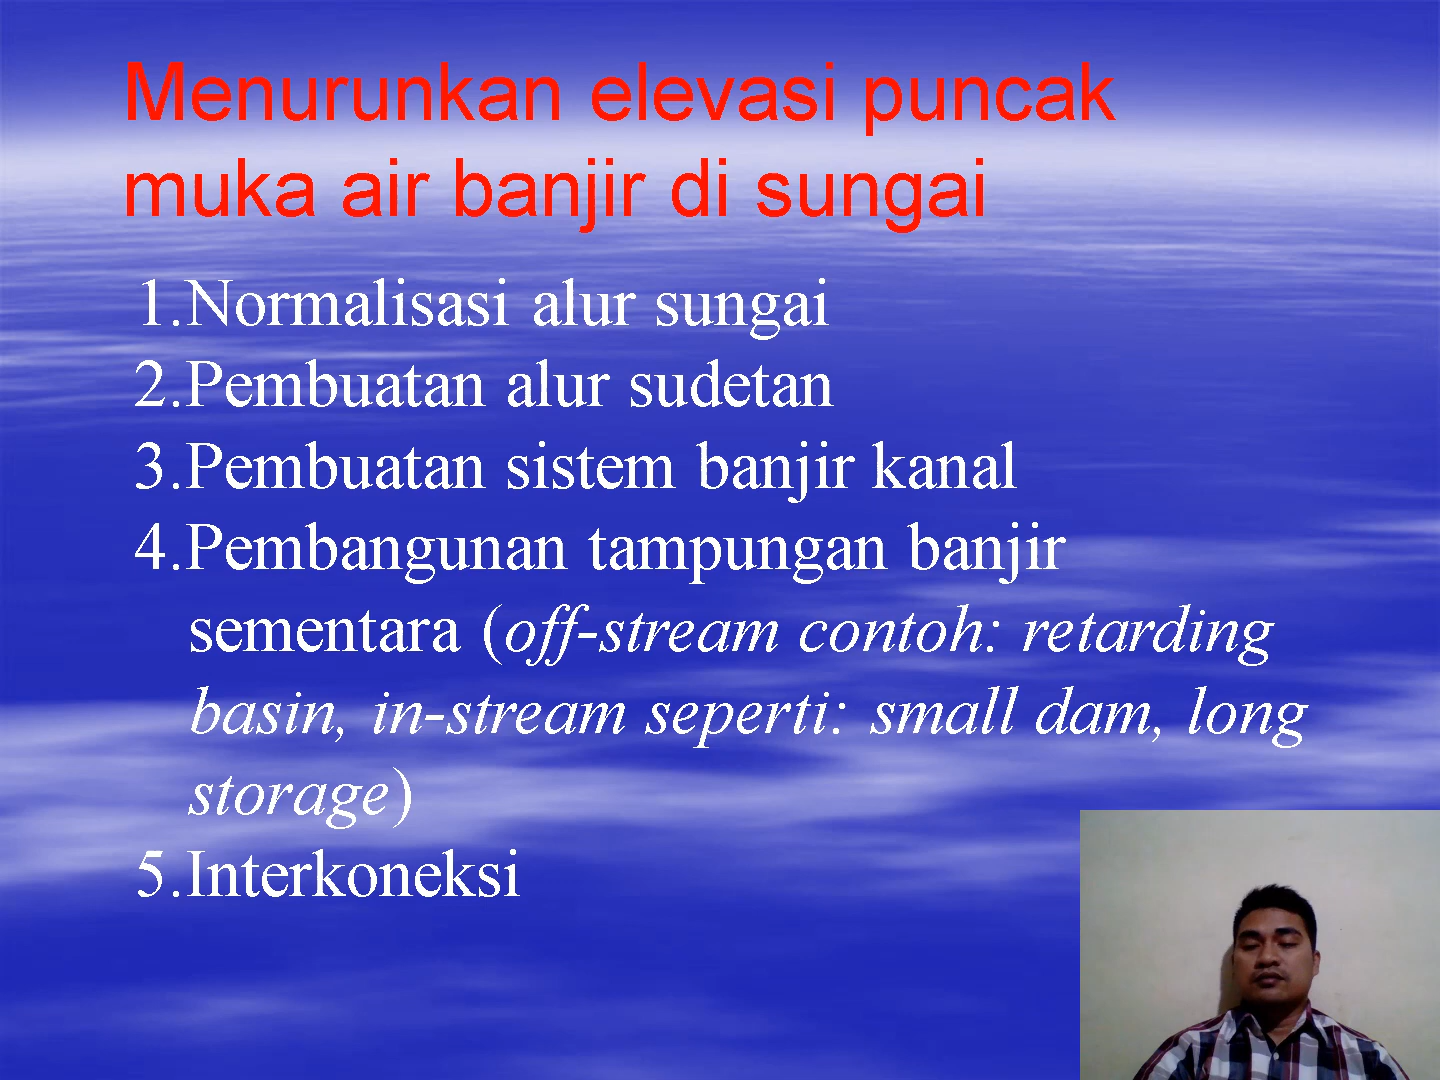 Menurunkan elevasi puncak
muka air banjir di sungai
1.Normalisasi alur sungai
2.Pembuatan alur sudetan
3.Pembuatan sistem banjir kanal
4.Pembangunan tampungan banjir
sementara (off-stream contoh: retarding
basin, in-stream seperti: small dam, long
storage)
5.Interkoneksi